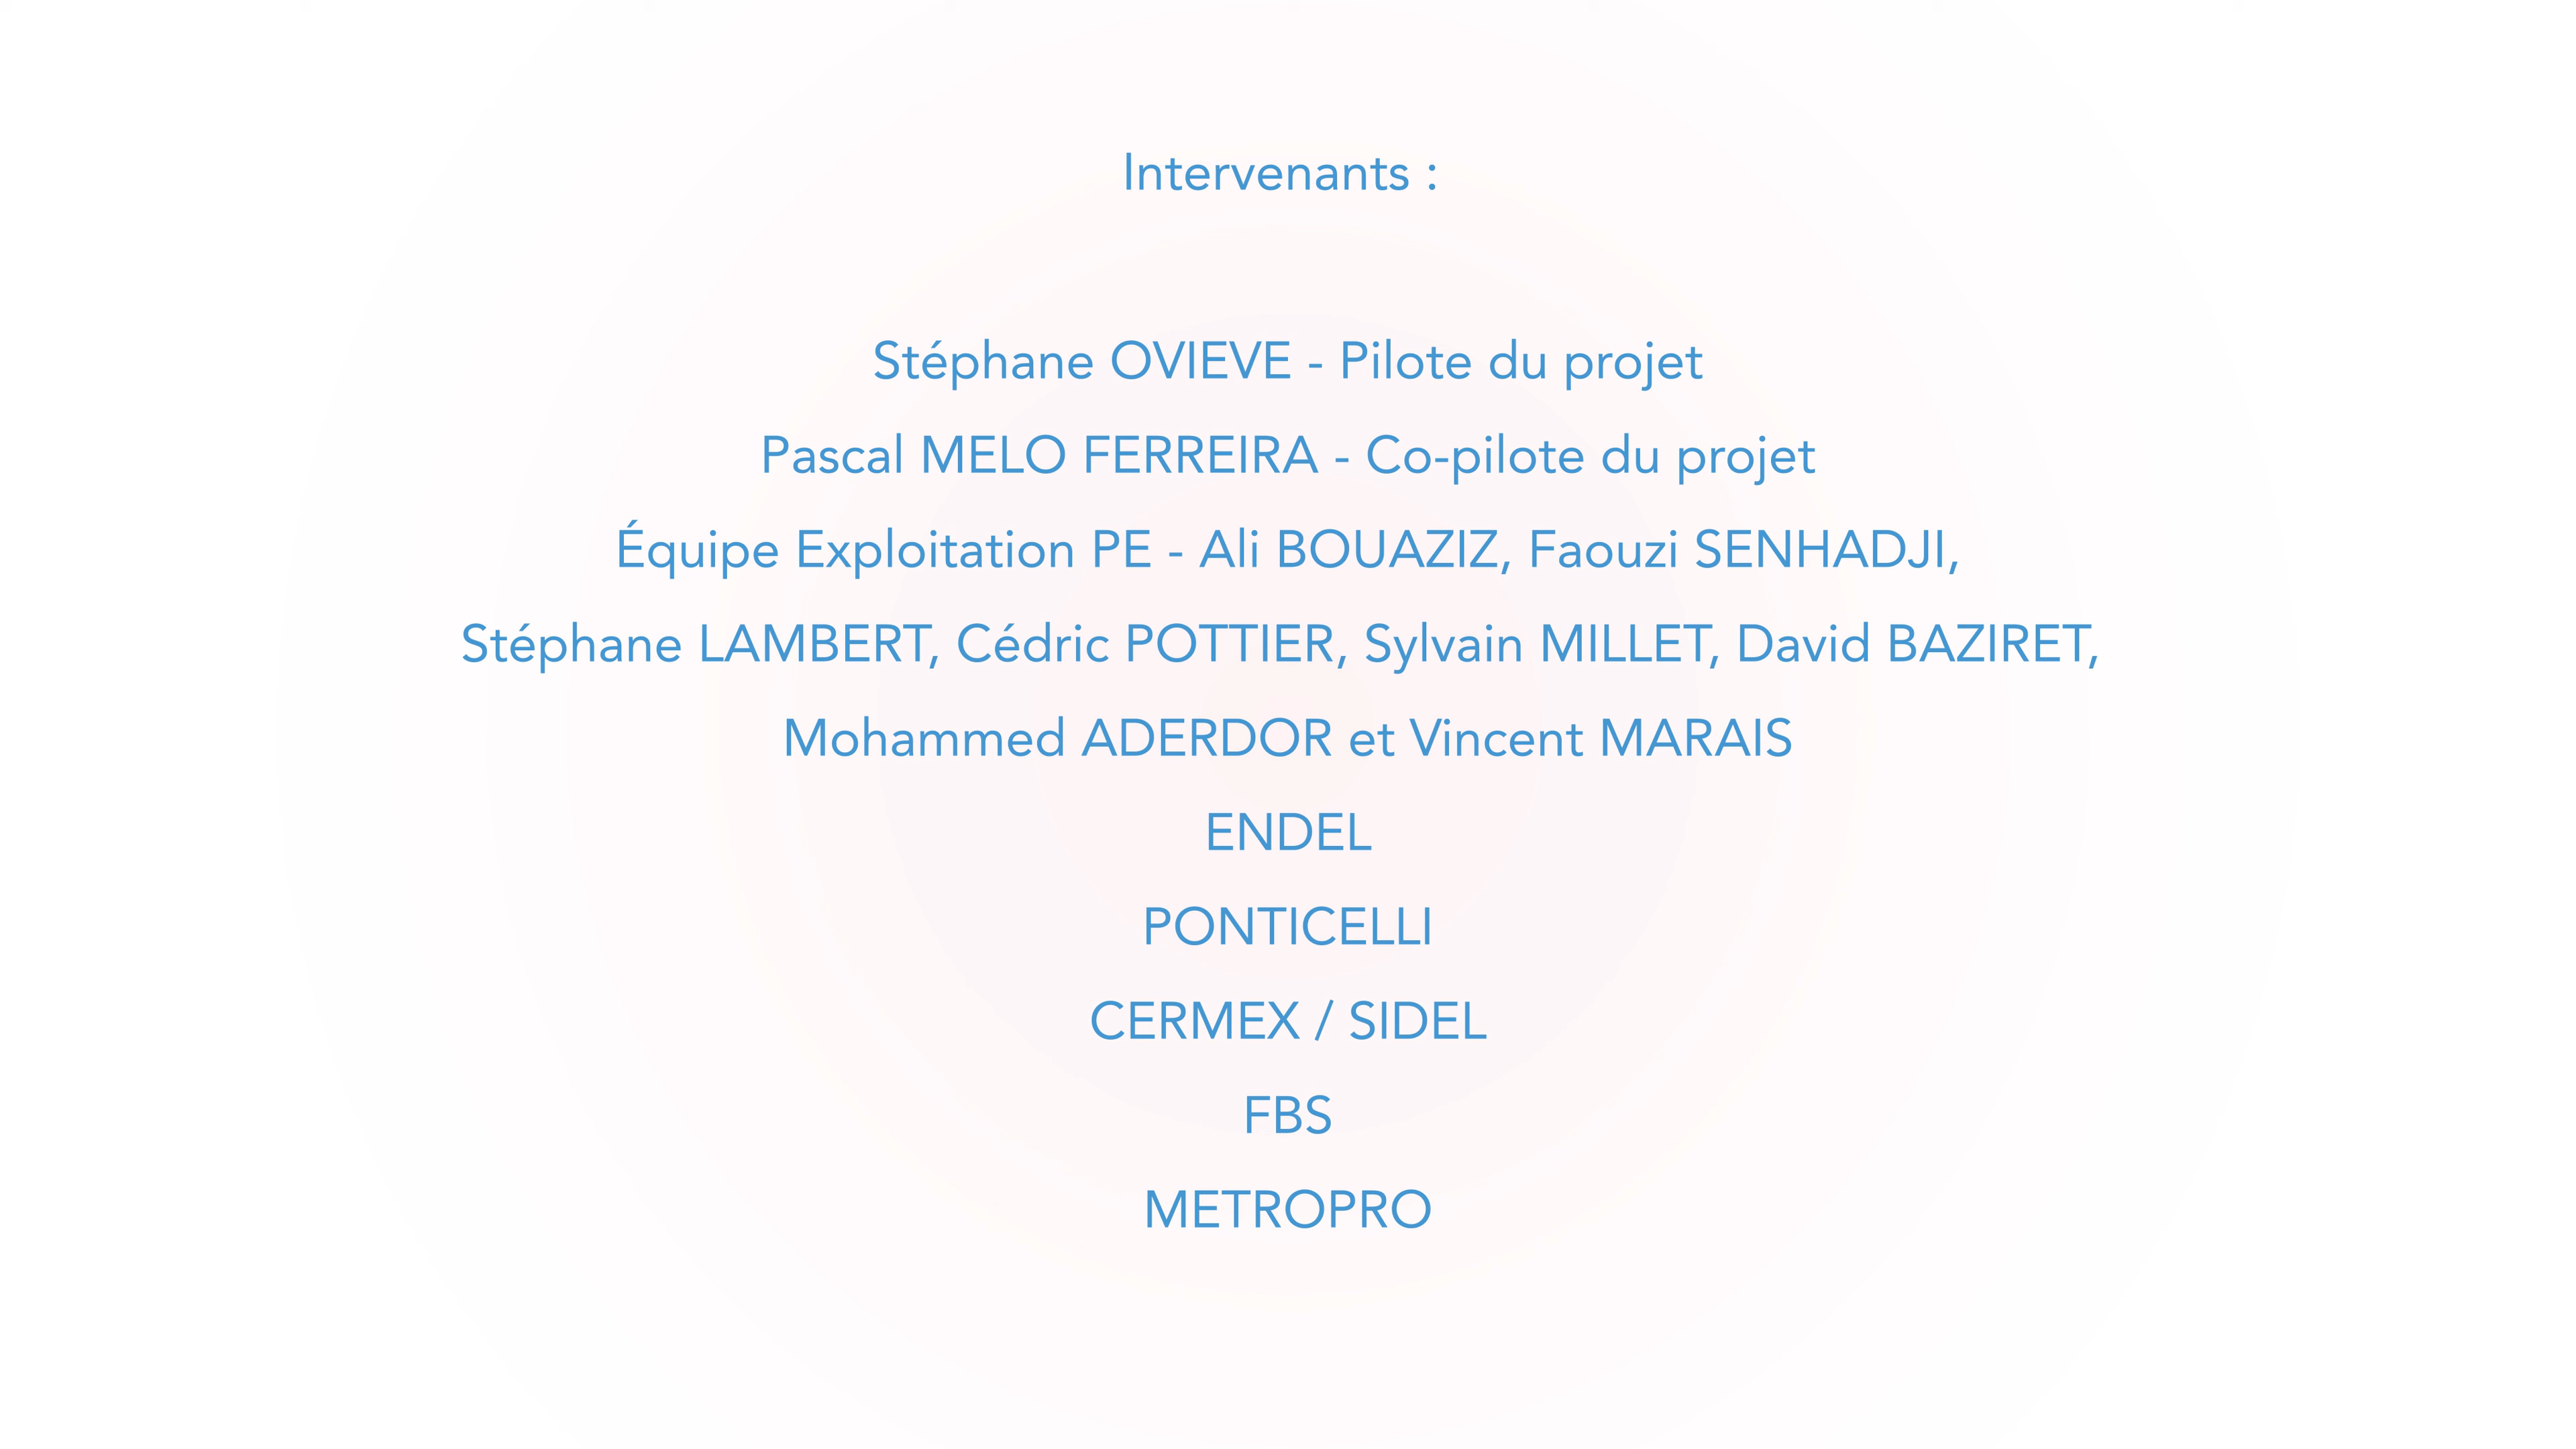 Intervenants :
Stéphane OVIEVE - Pilote du projet
Pascal MELO FERREIRA - Co-pilote du projet
Équipe Exploitation PE - Ali BOUAZIZ, Faouzi SENHADJI,
Stéphane LAMBERT, Cédric POTTIER, Sylvain MILLET, David BAZIRET,
Mohammed ADERDOR et Vincent MARAIS
ENDEL
PONTICELLI
CERMEX / SIDEL
FBS
METROPRO